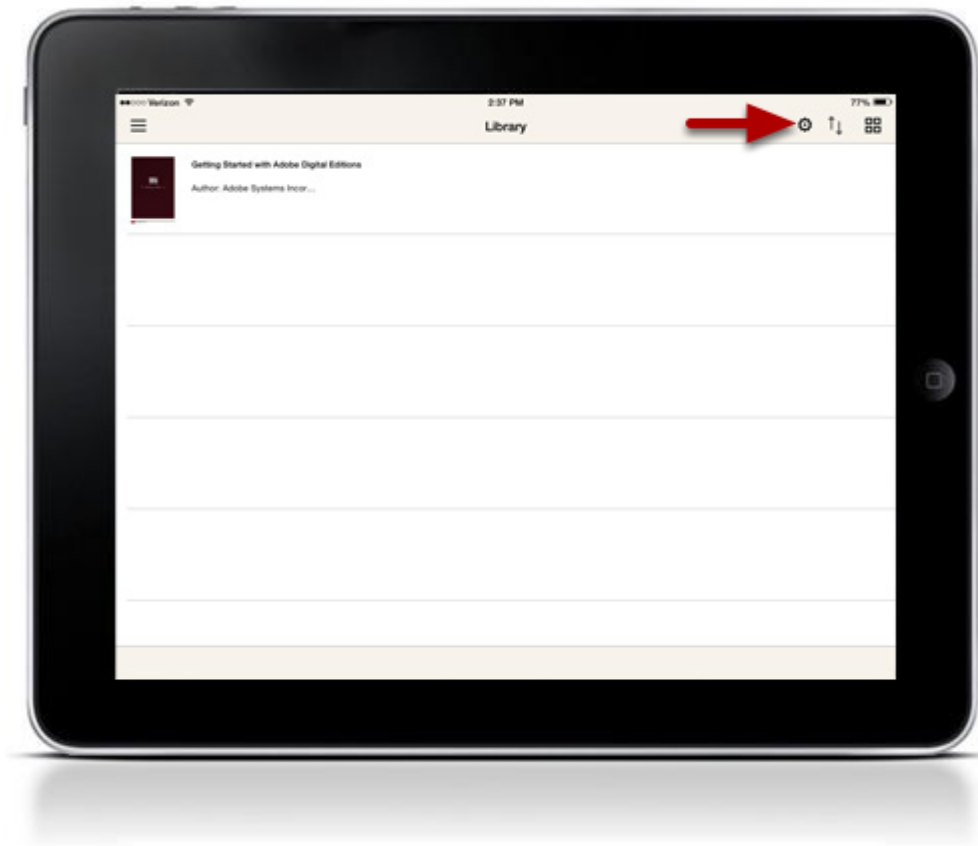 Verizon
2:37 PM
77%
Library
Getting Started with Adobe Digital Editions
Author: Adobe Systems Incor...